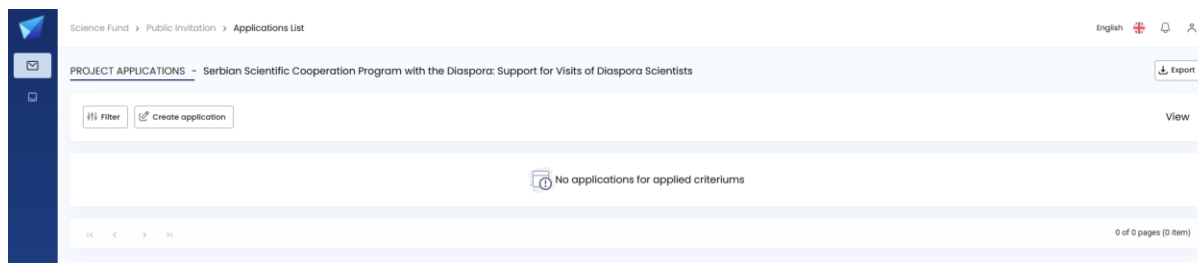 Science Fund > Public Invitation > Applications List
English
PROJECT APPLICATIONS - Serbian Scientific Cooperation Program with the Diaspora: Support for Visits of Diaspora Scientists
Export
Filter
Create application
View
No applications for applied criteriums
0 of 0 pages (0 item)